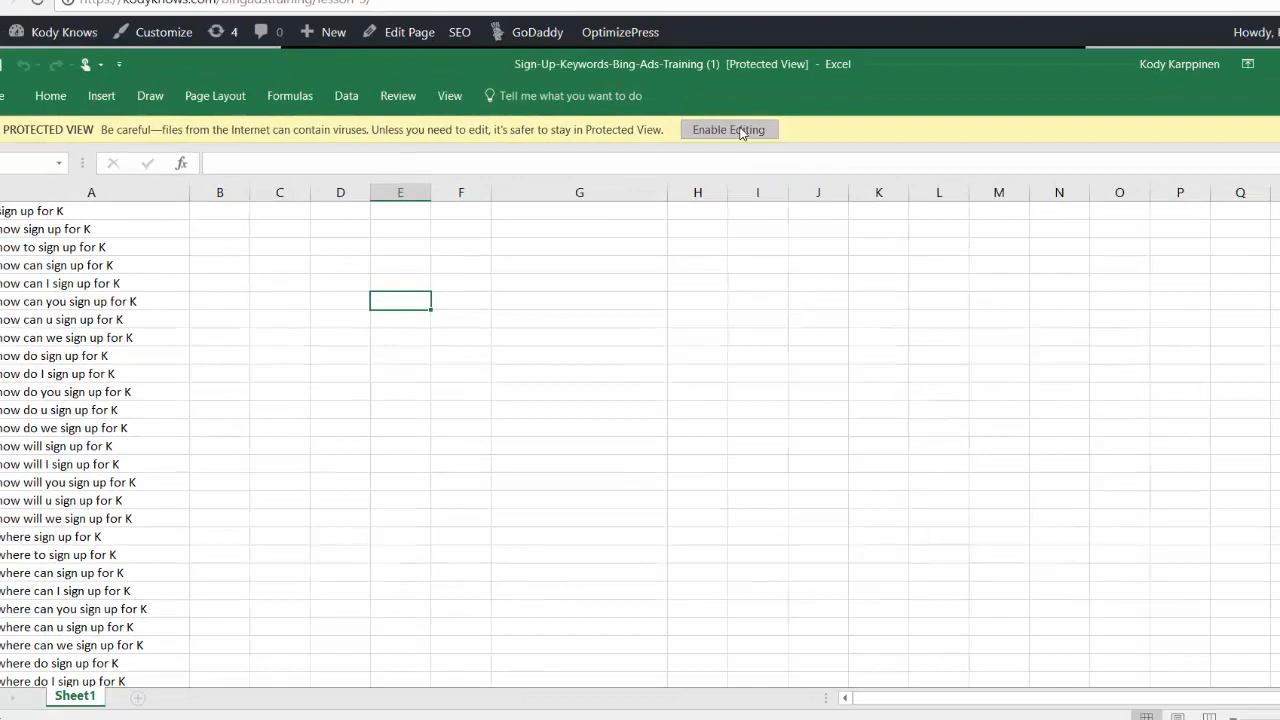 https://kodyknows.com/bingadstraining/lesson-5/
Kody Knows Customize 4 0 New Edit Page SEO GoDaddy OptimizePress Howdy,
Sign-Up-Keywords-Bing-Ads-Training (1) [Protected View] - Excel Kody Karppinen
Home Insert Draw Page Layout Formulas Data Review View Tell me what you want to do
PROTECTED VIEW Be careful—files from the Internet can contain viruses. Unless you need to edit, it's safer to stay in Protected View. Enable Editing
fx
A B C D E F G H I J K L M N O P Q
sign up for K
how sign up for K
how to sign up for K
how can sign up for K
how can I sign up for K
how can you sign up for K
how can u sign up for K
how can we sign up for K
how do sign up for K
how do I sign up for K
how do you sign up for K
how do u sign up for K
how do we sign up for K
how will sign up for K
how will I sign up for K
how will you sign up for K
how will u sign up for K
how will we sign up for K
where sign up for K
where to sign up for K
where can sign up for K
where can I sign up for K
where can you sign up for K
where can u sign up for K
where can we sign up for K
where do sign up for K
where do I sign up for K
Sheet1